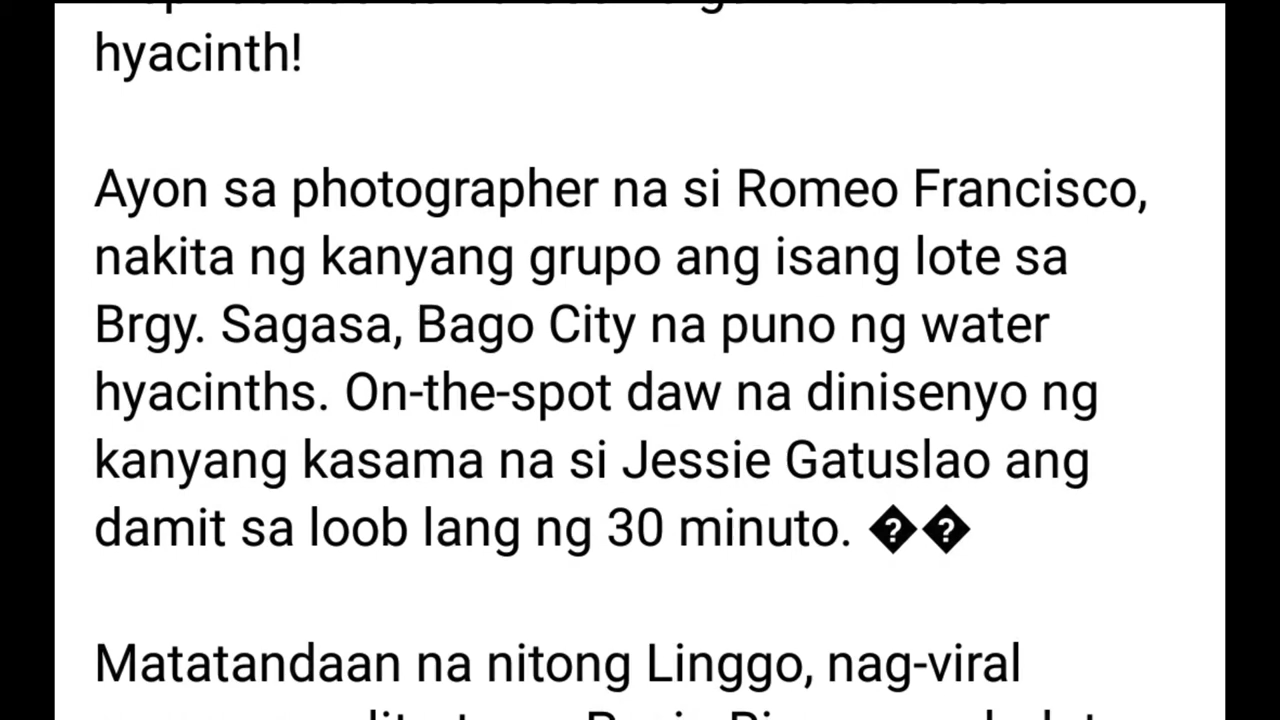 hyacinth!
Ayon sa photographer na si Romeo Francisco,
nakita ng kanyang grupo ang isang lote sa
Brgy. Sagasa, Bago City na puno ng water
hyacinths. On-the-spot daw na dinisenyo ng
kanyang kasama na si Jessie Gatuslao ang
damit sa loob lang ng 30 minuto. ��
Matatandaan na nitong Linggo, nag-viral